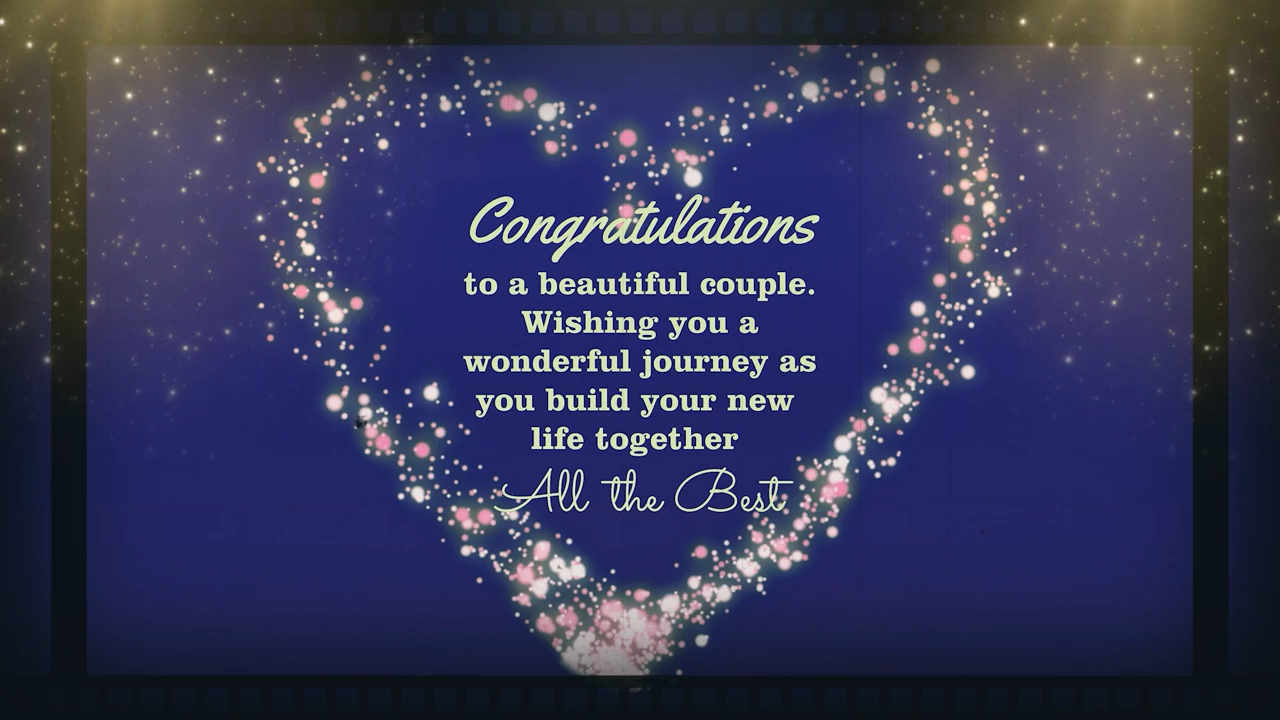 Congratulations
to a beautiful couple.
Wishing you a
wonderful journey as
you build your new
life together
All the Best